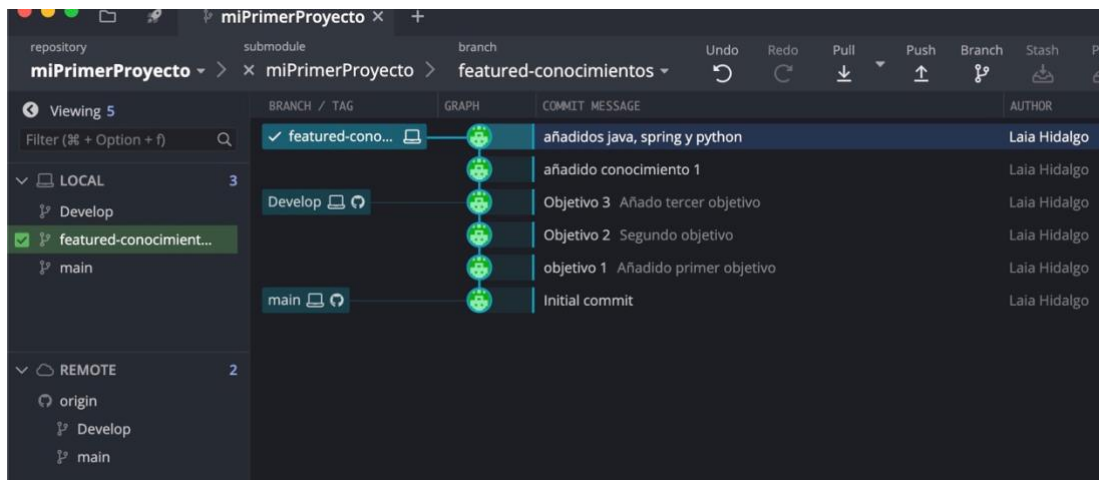 miPrimerProyecto × +
repository submodule branch Undo Redo Pull Push Branch Stash
miPrimerProyecto × miPrimerProyecto featured-conocimientos
Viewing 5 BRANCH / TAG GRAPH COMMIT MESSAGE AUTHOR
Filter (⌘ + Option + f) ✓ featured-cono... añadidos java, spring y python Laia Hidalgo
añadido conocimiento 1 Laia Hidalgo
LOCAL 3
Develop Develop Objetivo 3 Añado tercer objetivo Laia Hidalgo
featured-conocimient... Objetivo 2 Segundo objetivo Laia Hidalgo
main objetivo 1 Añadido primer objetivo Laia Hidalgo
main Initial commit Laia Hidalgo
REMOTE 2
origin
Develop
main